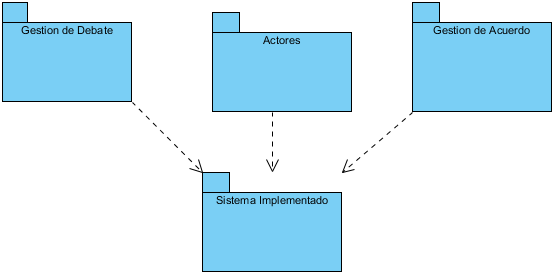 Gestion de Debate
Actores
Gestion de Acuerdo
Sistema Implementado